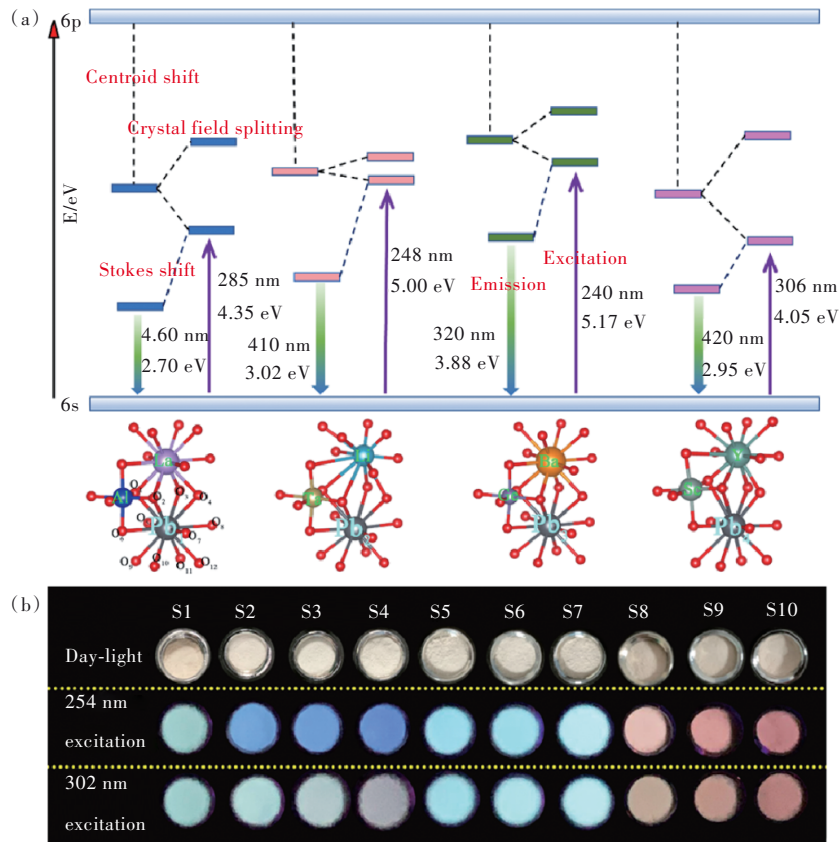 (a)
6p
Centroid shift
Crystal field splitting
E/eV
Stokes shift
285 nm
4.35 eV
4.60 nm
2.70 eV
248 nm
5.00 eV
410 nm
3.02 eV
Excitation
Emission
240 nm
5.17 eV
320 nm
3.88 eV
306 nm
4.05 eV
420 nm
2.95 eV
6s
Pb
Ba
Pb
Y
Pb
(b)
S1 S2 S3 S4 S5 S6 S7 S8 S9 S10
Day-light
254 nm
excitation
302 nm
excitation